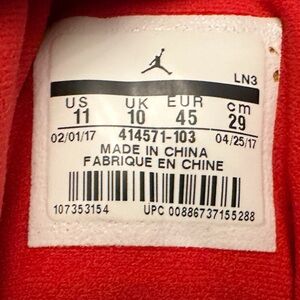 LN3
US UK EUR cm
11 10 45 29
02/01/17 414571-103 04/25/17
MADE IN CHINA
FABRIQUE EN CHINE
107353154 UPC 00886737155288